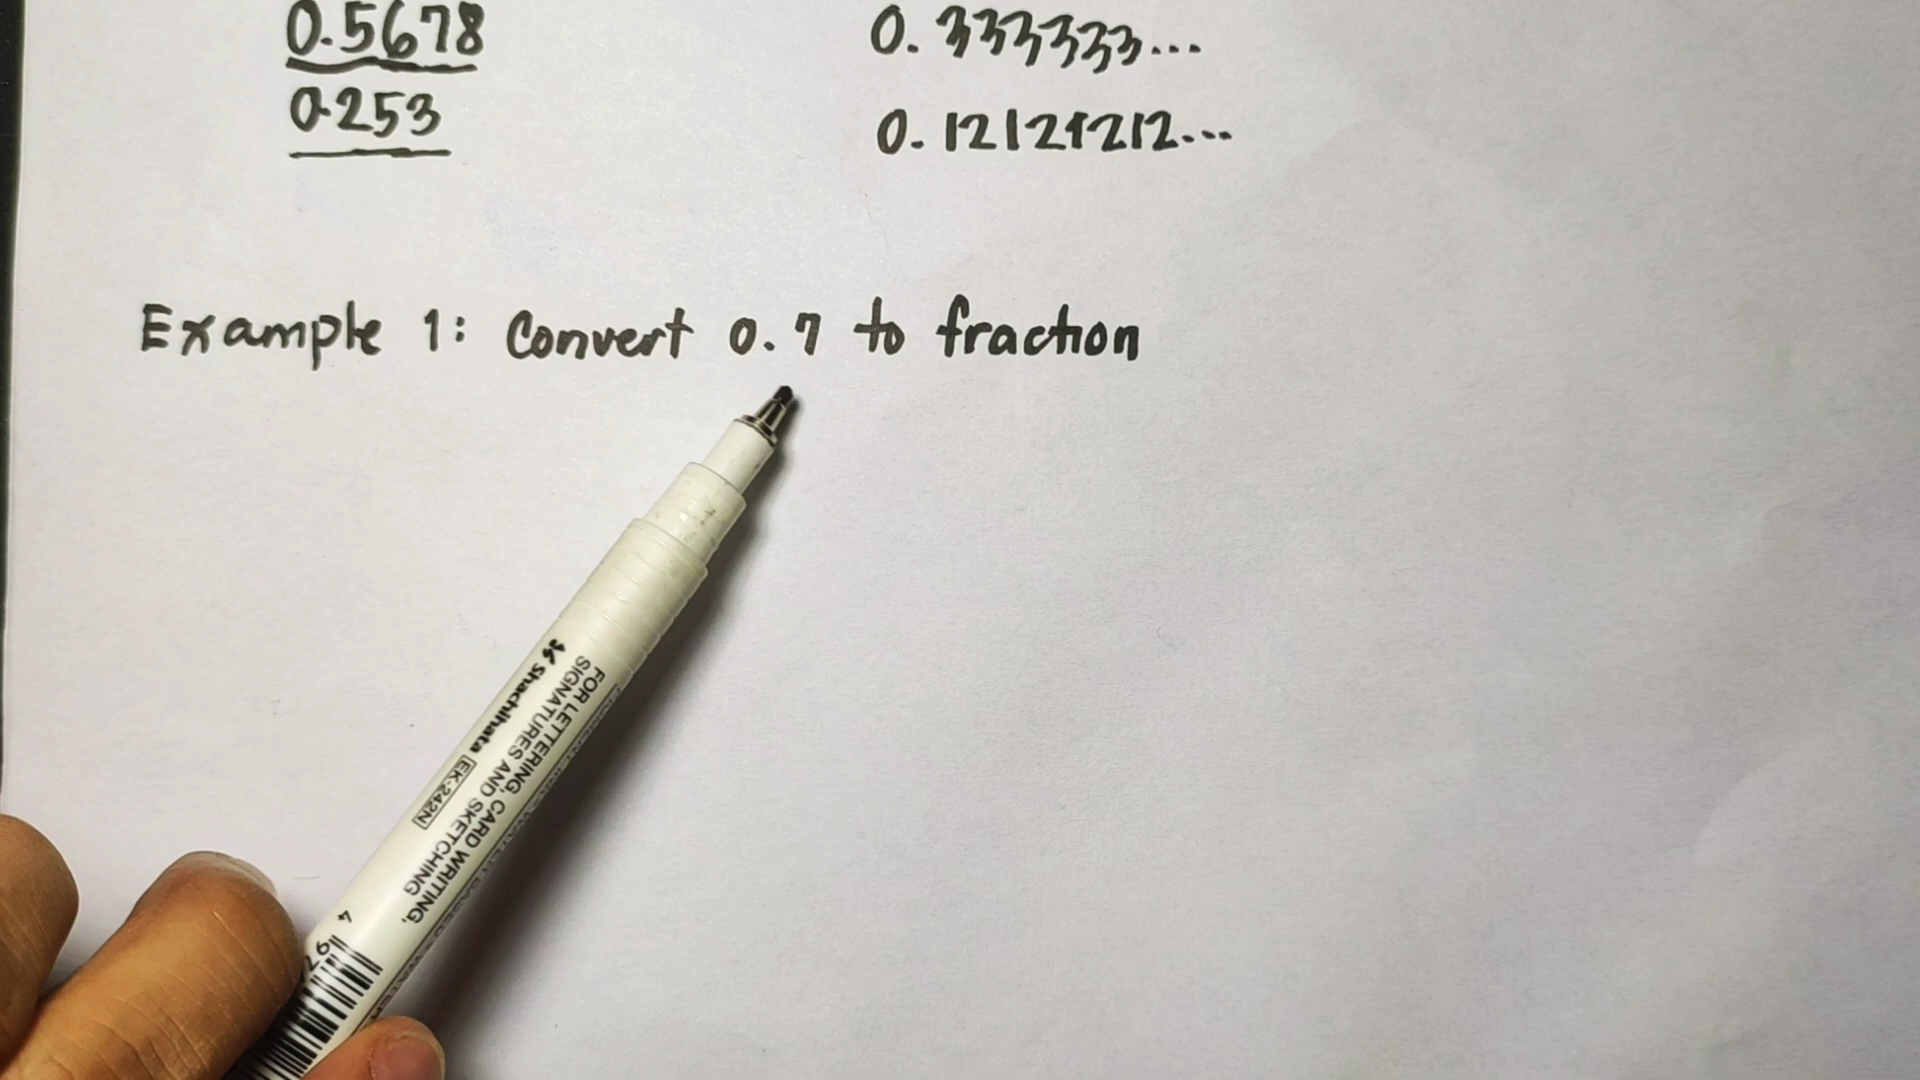 0.5678
0.253
0.333333...
0.12121212...
Example 1: Convert 0.7 to fraction
Shachihata EK-242N
FOR LETTERING, CARD WRITING,
SIGNATURES AND SKETCHING
4